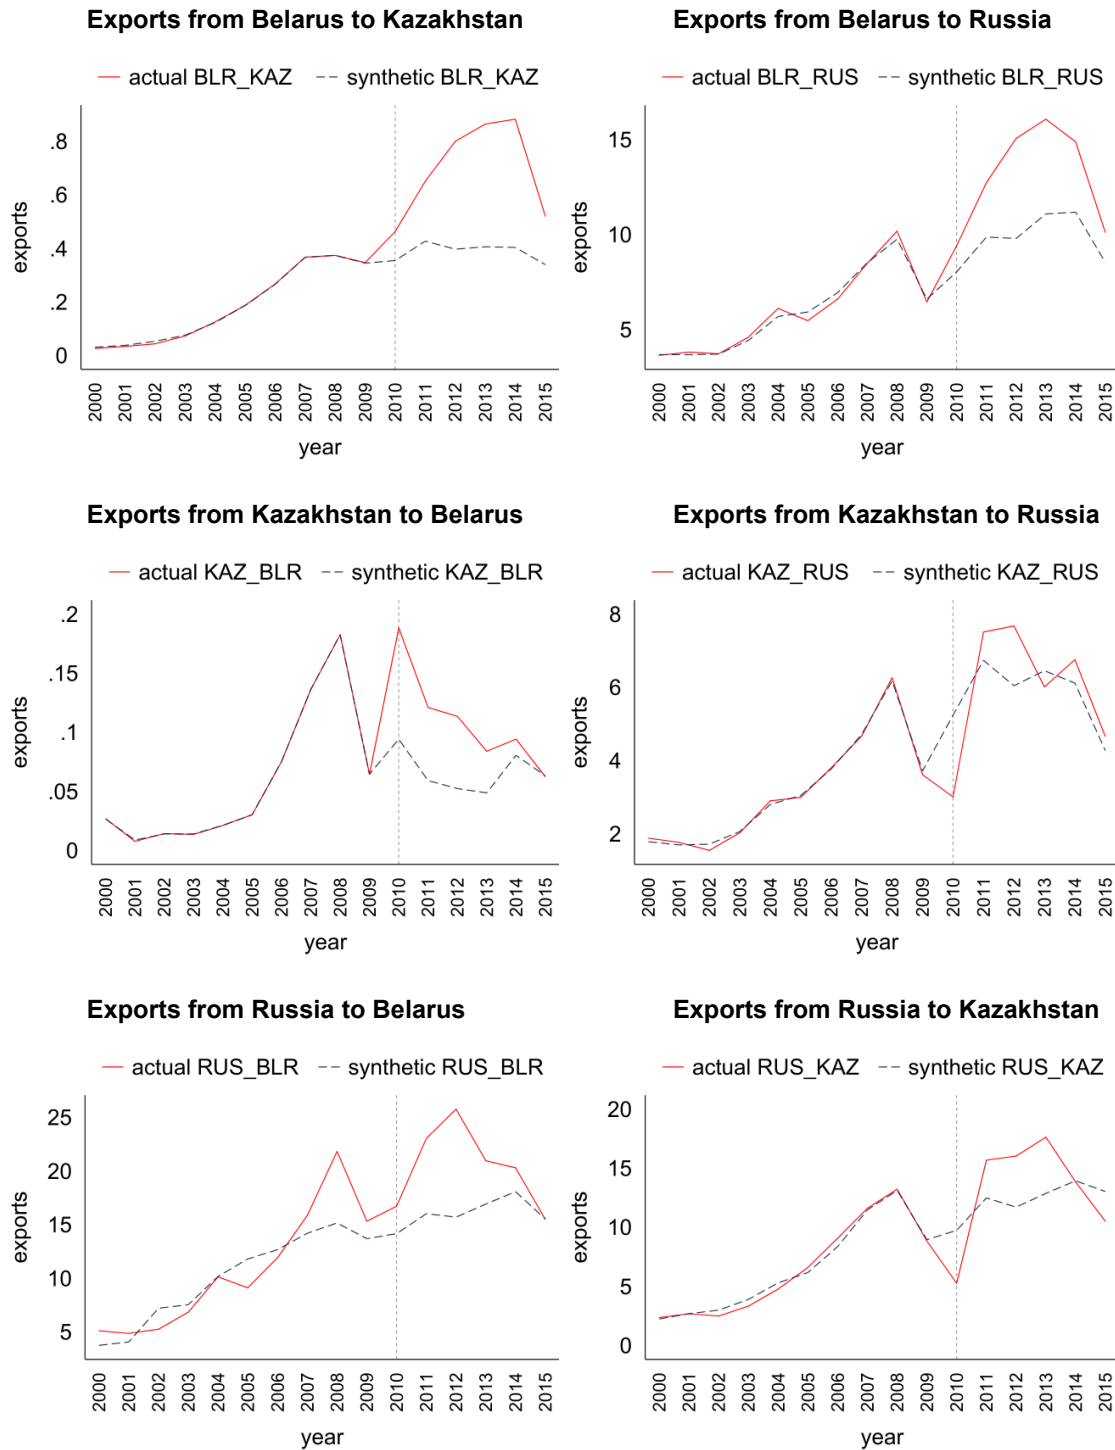 Exports from Belarus to Kazakhstan
actual BLR_KAZ synthetic BLR_KAZ
exports
.8
.6
.4
.2
0
2000 2001 2002 2003 2004 2005 2006 2007 2008 2009 2010 2011 2012 2013 2014 2015
year
Exports from Belarus to Russia
actual BLR_RUS synthetic BLR_RUS
exports
15
10
5
2000 2001 2002 2003 2004 2005 2006 2007 2008 2009 2010 2011 2012 2013 2014 2015
year
Exports from Kazakhstan to Belarus
actual KAZ_BLR synthetic KAZ_BLR
exports
.2
.15
.1
.05
0
2000 2001 2002 2003 2004 2005 2006 2007 2008 2009 2010 2011 2012 2013 2014 2015
year
Exports from Kazakhstan to Russia
actual KAZ_RUS synthetic KAZ_RUS
exports
8
6
4
2
2000 2001 2002 2003 2004 2005 2006 2007 2008 2009 2010 2011 2012 2013 2014 2015
year
Exports from Russia to Belarus
actual RUS_BLR synthetic RUS_BLR
exports
25
20
15
10
5
2000 2001 2002 2003 2004 2005 2006 2007 2008 2009 2010 2011 2012 2013 2014 2015
year
Exports from Russia to Kazakhstan
actual RUS_KAZ synthetic RUS_KAZ
exports
20
15
10
5
0
2000 2001 2002 2003 2004 2005 2006 2007 2008 2009 2010 2011 2012 2013 2014 2015
year